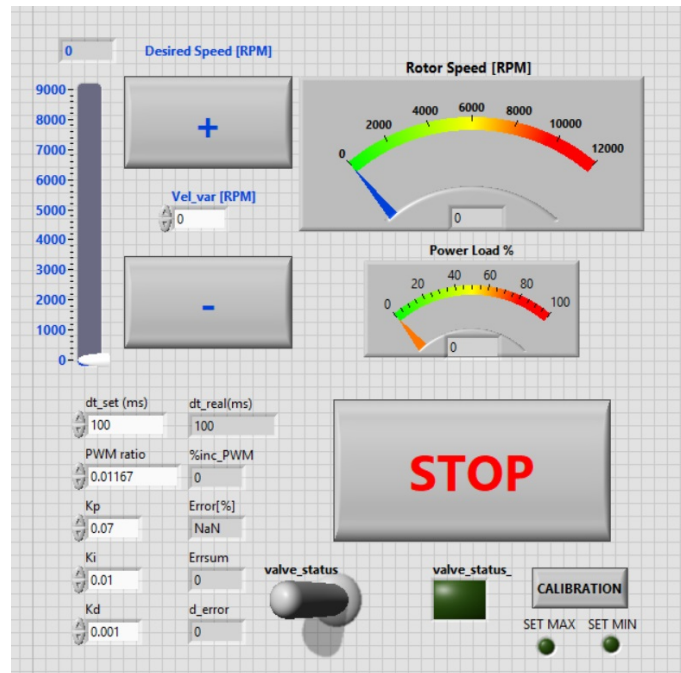 0
Desired Speed [RPM]
9000
8000
7000
6000
5000
4000
3000
2000
1000
0
+
Vel_var [RPM]
0
-
Rotor Speed [RPM]
0
2000
4000
6000
8000
10000
12000
0
Power Load %
0
20
40
60
80
100
0
dt_set (ms)
dt_real(ms)
100
100
PWM ratio
%inc_PWM
0.01167
0
Kp
Error[%]
0.07
NaN
Ki
Errsum
0.01
0
Kd
d_error
0.001
0
STOP
valve_status
valve_status_
CALIBRATION
SET MAX
SET MIN